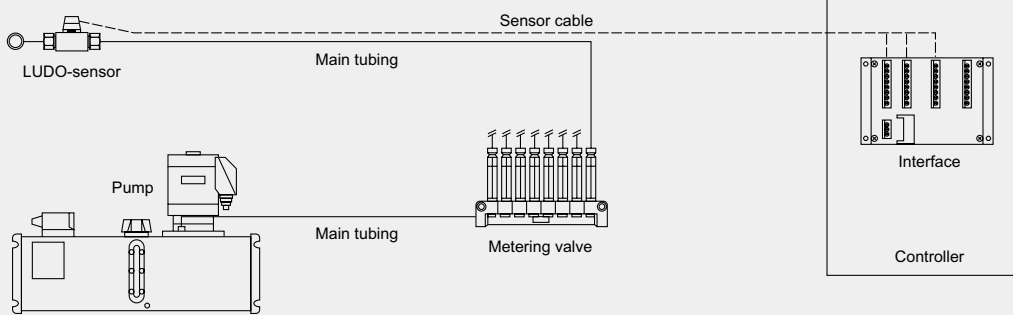 Sensor cable
Main tubing
LUDO-sensor
Interface
Pump
Main tubing
Metering valve
Controller